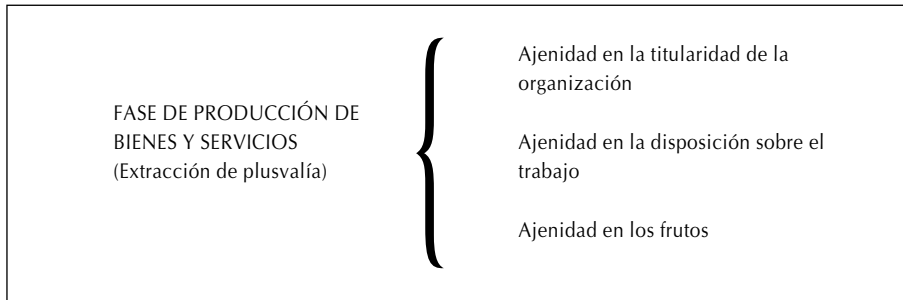 FASE DE PRODUCCIÓN DE
BIENES Y SERVICIOS
(Extracción de plusvalía)
Ajenidad en la titularidad de la
organización
Ajenidad en la disposición sobre el
trabajo
Ajenidad en los frutos